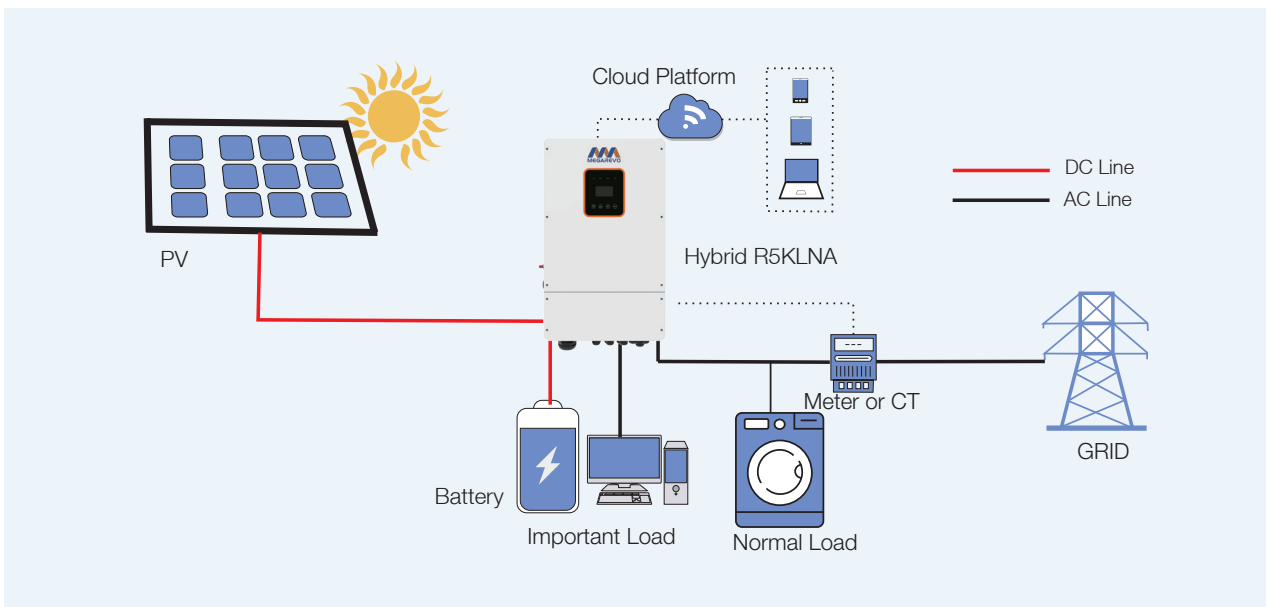 Cloud Platform
MEGAREVO
DC Line
AC Line
PV
Hybrid R5KLNA
Meter or CT
GRID
Battery
Important Load
Normal Load